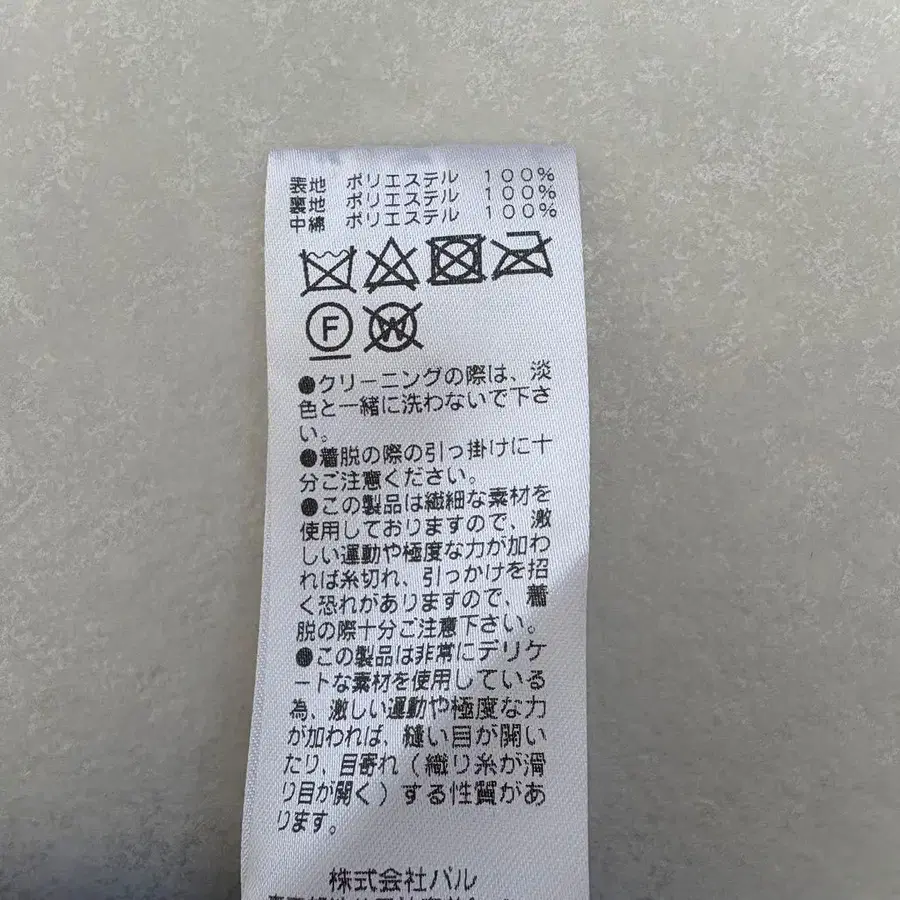 表地 ポリエステル 100%
裏地 ポリエステル 100%
中綿 ポリエステル 100%
F W
●クリーニングの際は、淡
色と一緒に洗わないで下さ
い。
●着脱の際の引っ掛けに十
分ご注意ください。
●この製品は繊細な素材を
使用しておりますので、激
しい運動や極度な力が加わ
れば糸切れ、引っかけを招
く恐れがありますので、着
脱の際十分ご注意下さい。
●この製品は非常にデリケ
ートな素材を使用している
為、激しい運動や極度な力
が加われば、縫い目が開い
たり、目寄れ(織り糸が滑
り目が開く)する性質があ
ります。
株式会社パル